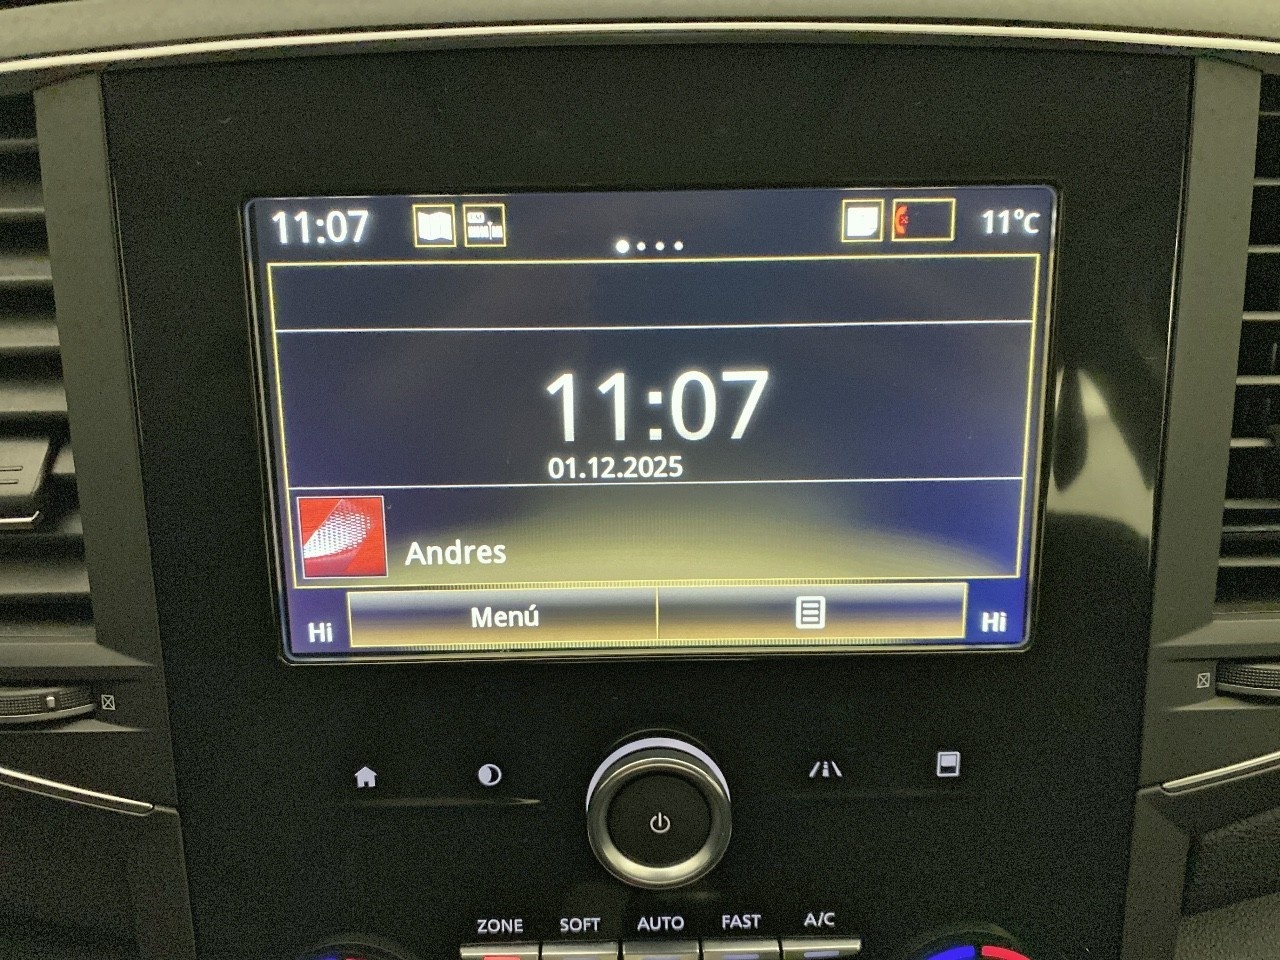 11:07
11°C
11:07
01.12.2025
Andres
Hi
Menú
Hi
ZONE
SOFT
AUTO
FAST
A/C